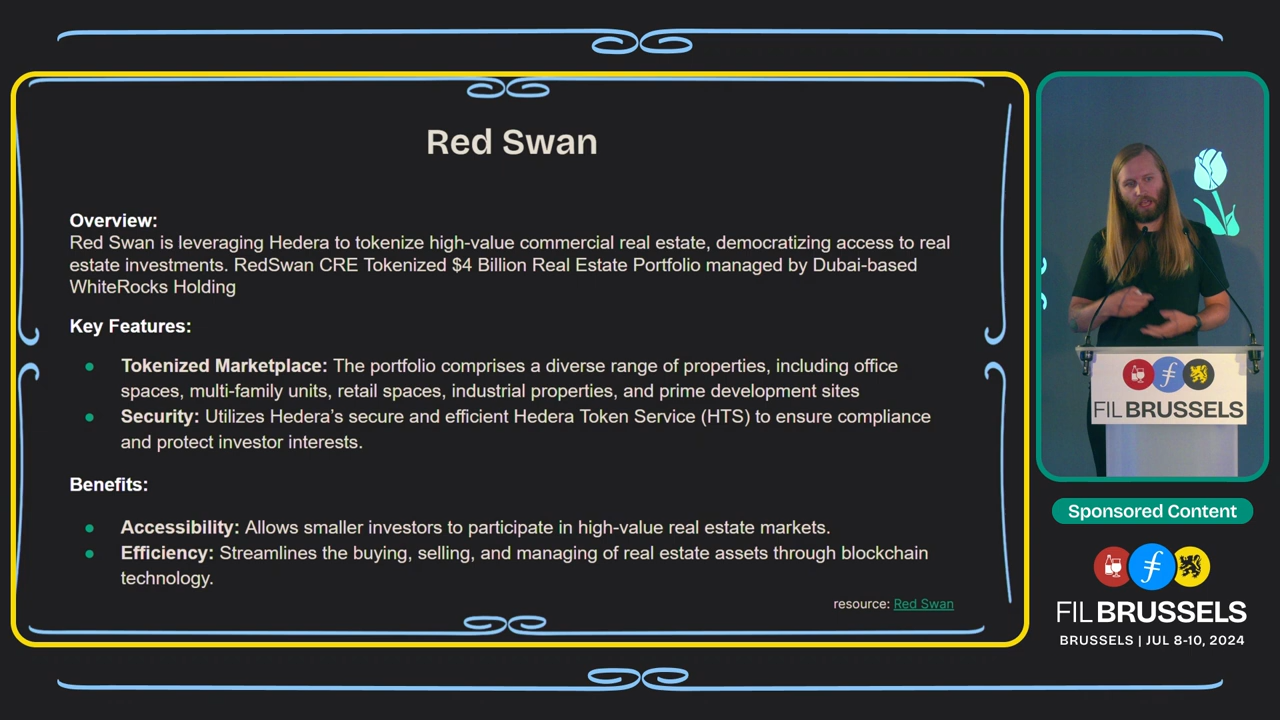 Red Swan
Overview:
Red Swan is leveraging Hedera to tokenize high-value commercial real estate, democratizing access to real
estate investments. RedSwan CRE Tokenized $4 Billion Real Estate Portfolio managed by Dubai-based
WhiteRocks Holding
Key Features:
Tokenized Marketplace: The portfolio comprises a diverse range of properties, including office
spaces, multi-family units, retail spaces, industrial properties, and prime development sites
Security: Utilizes Hedera's secure and efficient Hedera Token Service (HTS) to ensure compliance
and protect investor interests.
Benefits:
Accessibility: Allows smaller investors to participate in high-value real estate markets.
Efficiency: Streamlines the buying, selling, and managing of real estate assets through blockchain
technology.
resource: Red Swan
FIL BRUSSELS
Sponsored Content
FIL BRUSSELS
BRUSSELS | JUL 8-10, 2024